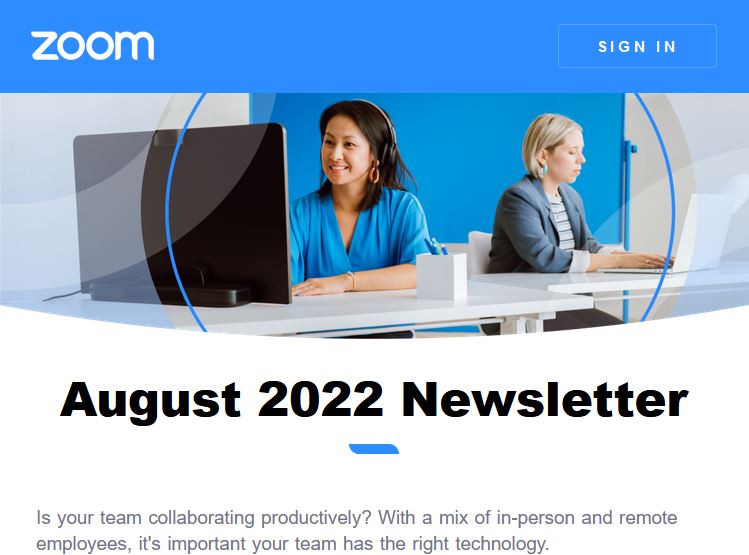 zoom
SIGN IN
August 2022 Newsletter
Is your team collaborating productively? With a mix of in-person and remote
employees, it's important your team has the right technology.